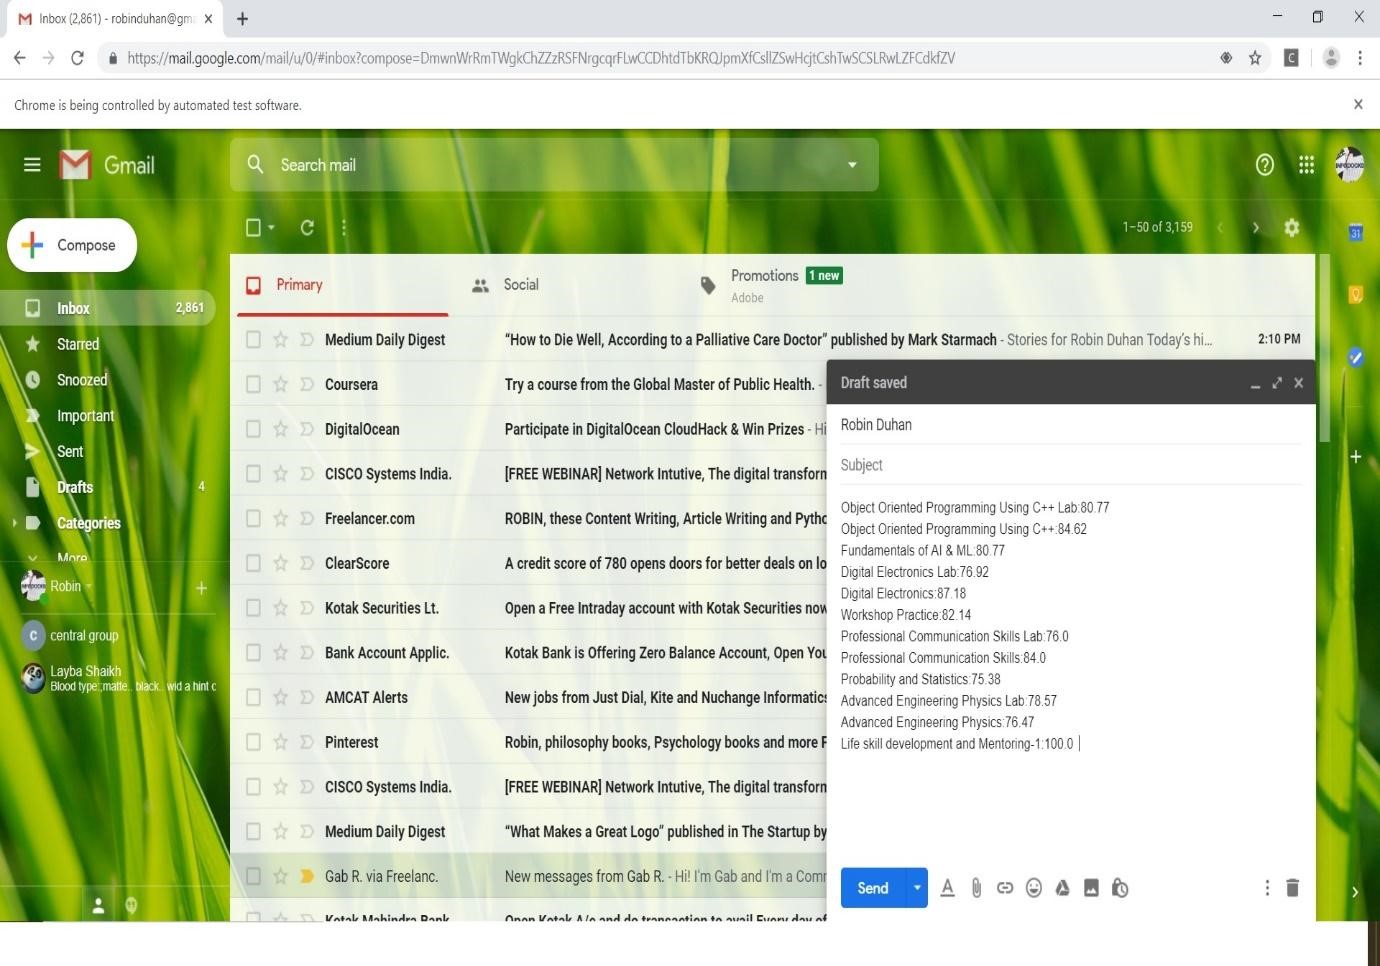 Inbox (2,861) - robinduhan@gm
https://mail.google.com/mail/u/0/#inbox?compose=DmwnWrRmTWgkChZZzRSFNrgcqrFLwCCDhtdTbKRQJpmXfCsllZSwHcjtCshTwSCSLRwLZFCdkfZV
Chrome is being controlled by automated test software.
Gmail
Search mail
Compose
1–50 of 3,159
31
Inbox 2,861
Starred
Snoozed
Important
Sent
Drafts 4
Categories
More
Robin
central group
Layba Shaikh
Blood type:;matte.. black.. wid a hint c
Primary
Social
Promotions 1 new
Adobe
Medium Daily Digest "How to Die Well, According to a Palliative Care Doctor" published by Mark Starmach - Stories for Robin Duhan Today's hi... 2:10 PM
Coursera Try a course from the Global Master of Public Health. -
DigitalOcean Participate in DigitalOcean CloudHack & Win Prizes - Hi
CISCO Systems India. [FREE WEBINAR] Network Intutive, The digital transforn
Freelancer.com ROBIN, these Content Writing, Article Writing and Pytho
ClearScore A credit score of 780 opens doors for better deals on lo
Kotak Securities Lt. Open a Free Intraday account with Kotak Securities now
Bank Account Applic. Kotak Bank is Offering Zero Balance Account, Open You
AMCAT Alerts New jobs from Just Dial, Kite and Nuchange Informatics
Pinterest Robin, philosophy books, Psychology books and more F
CISCO Systems India. [FREE WEBINAR] Network Intutive, The digital transforn
Medium Daily Digest "What Makes a Great Logo" published in The Startup by
Gab R. via Freelanc. New messages from Gab R. - Hi! I'm Gab and I'm a Comr
Kotak Mahindra Bank Open Kotak A/c and do transaction to avail Every day of
Draft saved
Robin Duhan
Subject
Object Oriented Programming Using C++ Lab:80.77
Object Oriented Programming Using C++:84.62
Fundamentals of AI & ML:80.77
Digital Electronics Lab:76.92
Digital Electronics:87.18
Workshop Practice:82.14
Professional Communication Skills Lab:76.0
Professional Communication Skills:84.0
Probability and Statistics:75.38
Advanced Engineering Physics Lab:78.57
Advanced Engineering Physics:76.47
Life skill development and Mentoring-1:100.0
Send